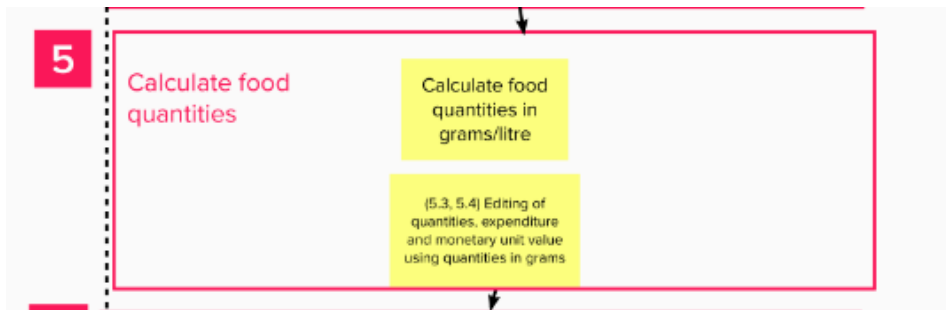 5
Calculate food
quantities
Calculate food
quantities in
grams/litre
(5.3, 5.4) Editing of
quantities, expenditure
and monetary unit value
using quantities in grams